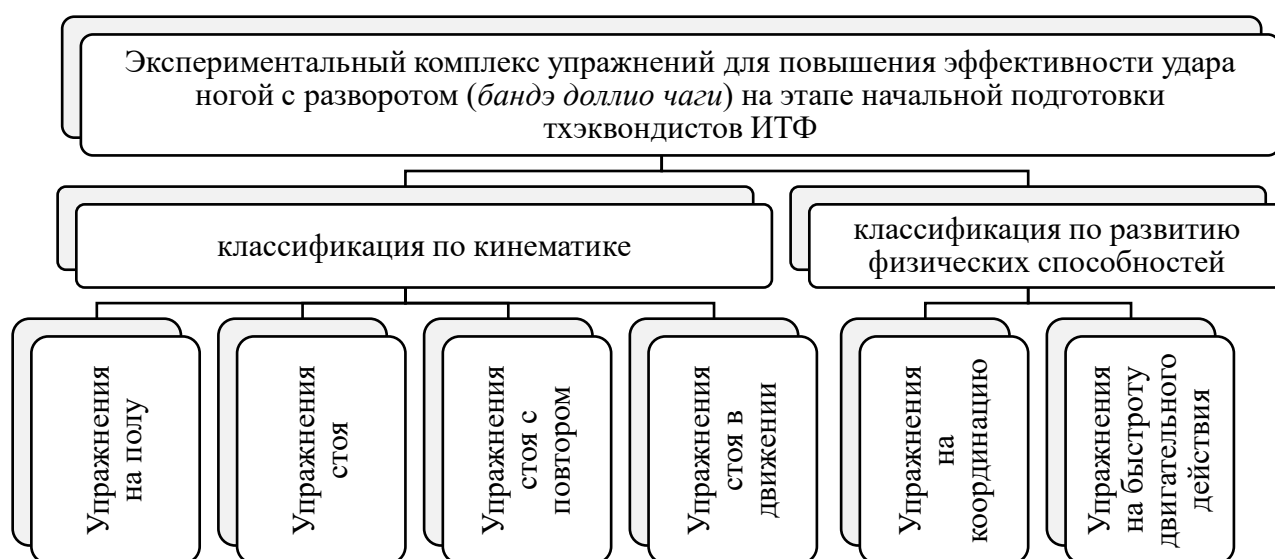 Экспериментальный комплекс упражнений для повышения эффективности удара
ногой с разворотом (бандэ доллио чаги) на этапе начальной подготовки
тхэквондистов ИТФ
классификация по кинематике
классификация по развитию
физических способностей
Упражнения
на полу
Упражнения
стоя
Упражнения
стоя с
повтором
Упражнения
стоя в
движении
Упражнения
на
координацию
Упражнения
на быстроту
двигательного
действия